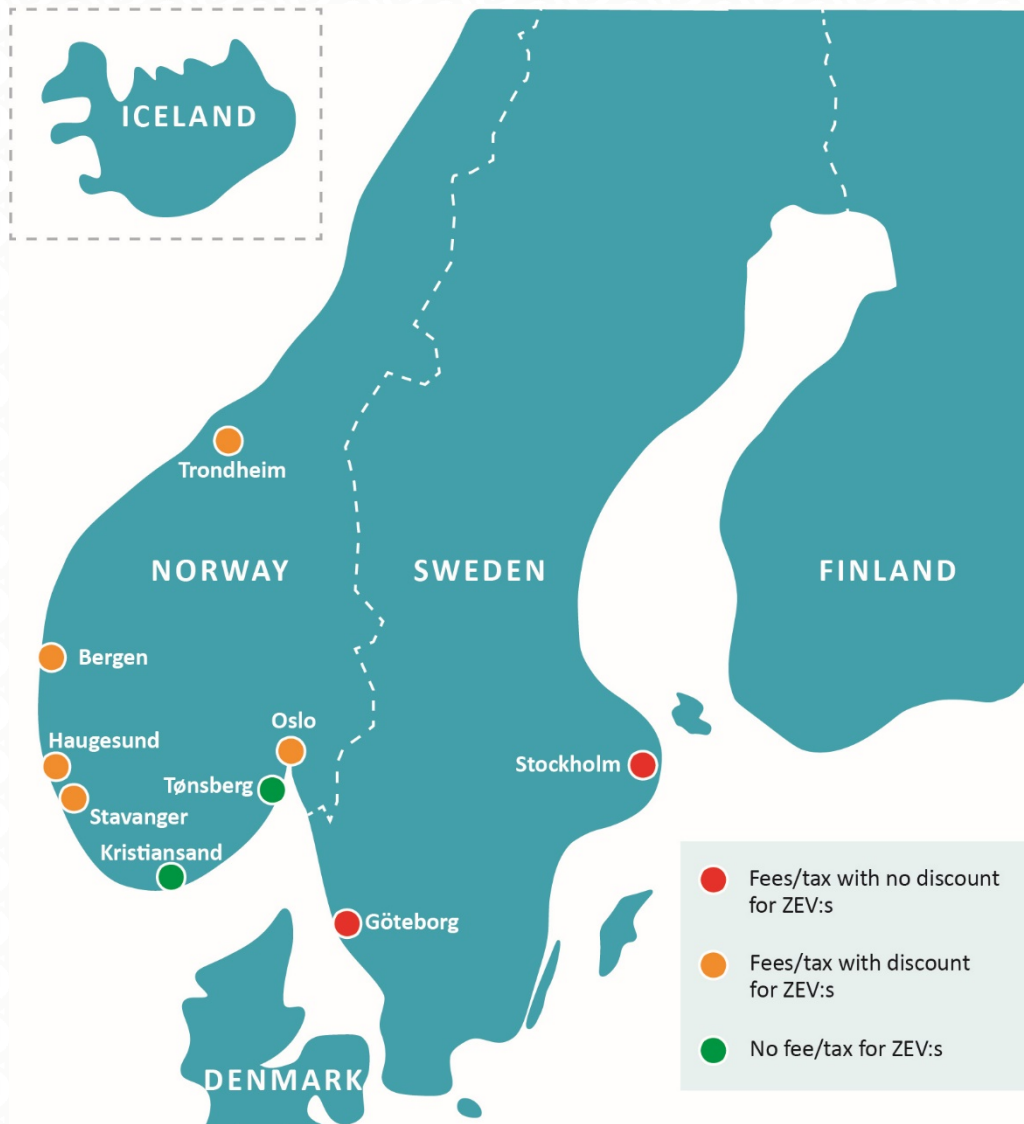 ICELAND
Trondheim
NORWAY
SWEDEN
FINLAND
Bergen
Oslo
Haugesund
Stockholm
Tønsberg
Stavanger
Kristiansand
Göteborg
DENMARK
Fees/tax with no discount
for ZEV:s
Fees/tax with discount
for ZEV:s
No fee/tax for ZEV:s